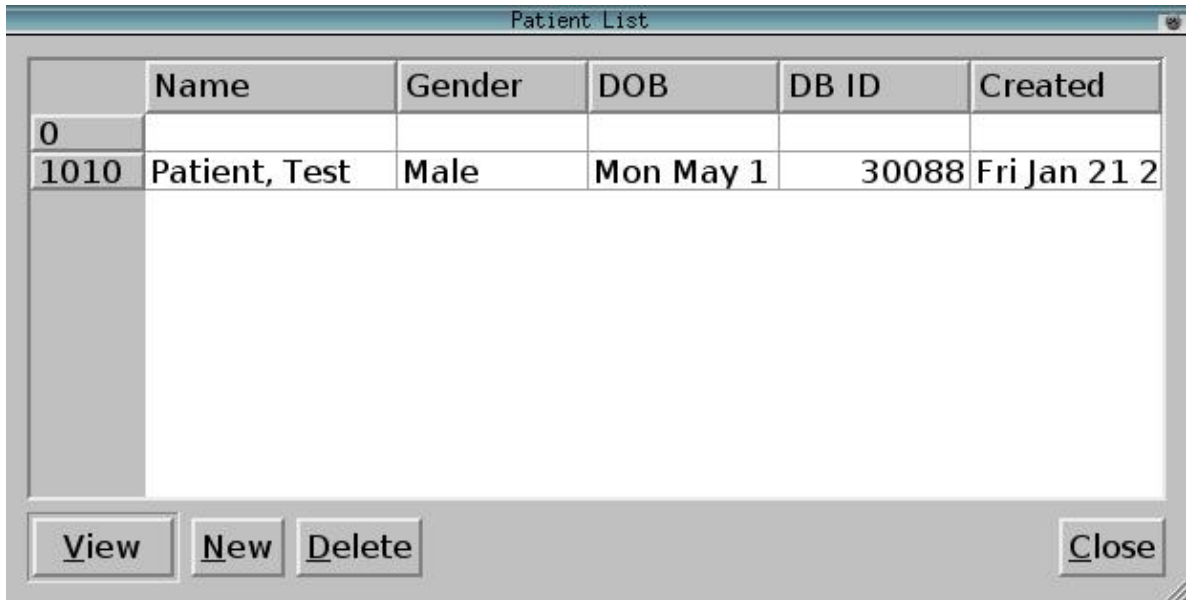 Patient List
Name Gender DOB DB ID Created
0
1010 Patient, Test Male Mon May 1 30088 Fri Jan 21 2
View New Delete Close